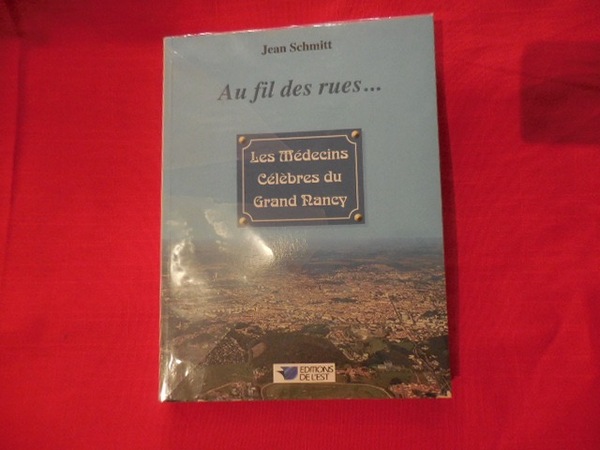 Jean Schmitt
Au fil des rues...
Les Médecins
Célèbres du
Grand Nancy
EDITIONS
DE L'EST